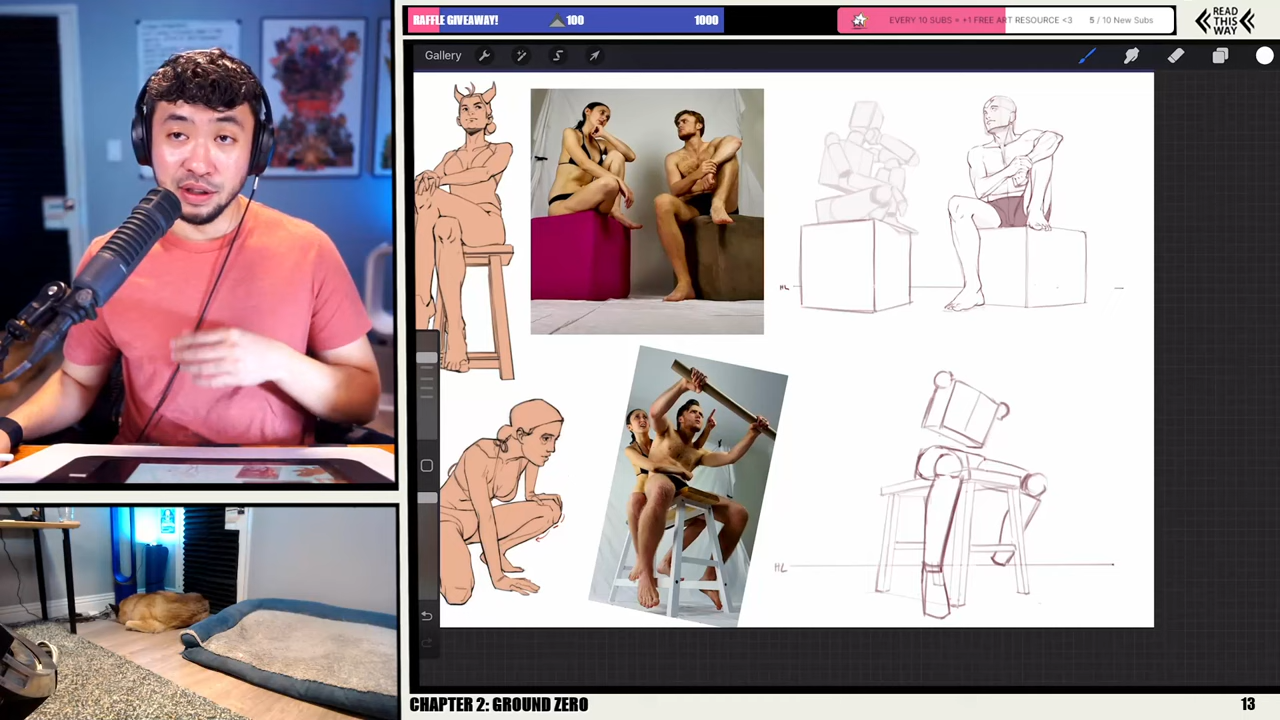 RAFFLE GIVEAWAY!
100
1000
EVERY 10 SUBS = +1 FREE ART RESOURCE <3
5 / 10 New Subs
READ
THIS
WAY
Gallery
HL
HL
CHAPTER 2: GROUND ZERO
13